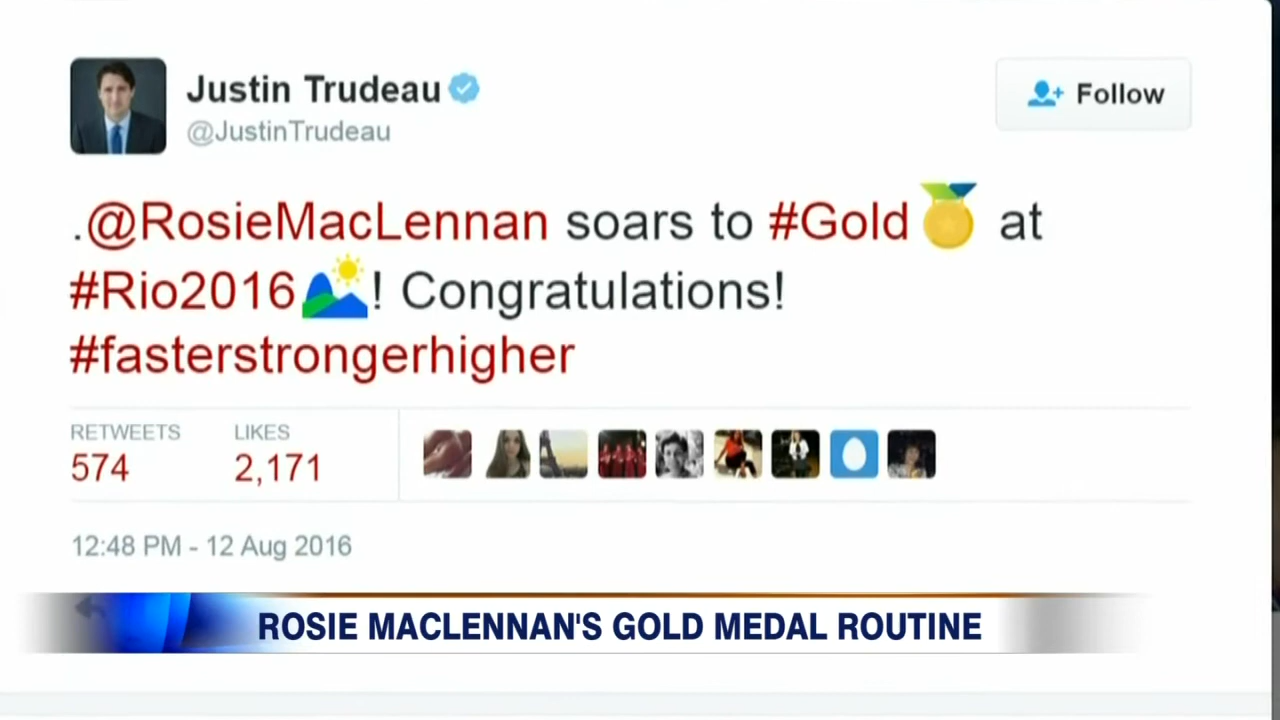 Justin Trudeau
@JustinTrudeau
Follow
.@RosieMacLennan soars to #Gold🏅 at
#Rio2016🏞! Congratulations!
#fasterstrongerhigher
RETWEETS
574
LIKES
2,171
12:48 PM - 12 Aug 2016
ROSIE MACLENNAN'S GOLD MEDAL ROUTINE